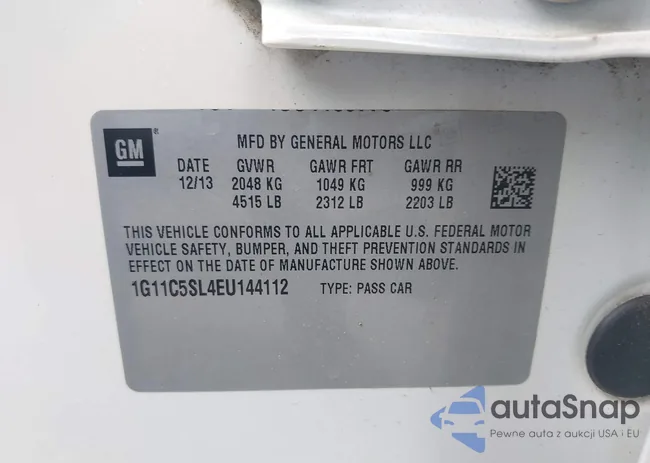 GM
MFD BY GENERAL MOTORS LLC
DATE GVWR GAWR FRT GAWR RR
12/13 2048 KG 1049 KG 999 KG
4515 LB 2312 LB 2203 LB
THIS VEHICLE CONFORMS TO ALL APPLICABLE U.S. FEDERAL MOTOR
VEHICLE SAFETY, BUMPER, AND THEFT PREVENTION STANDARDS IN
EFFECT ON THE DATE OF MANUFACTURE SHOWN ABOVE.
1G11C5SL4EU144112 TYPE: PASS CAR
autaSnap
Pewne auta z aukcji USA i EU